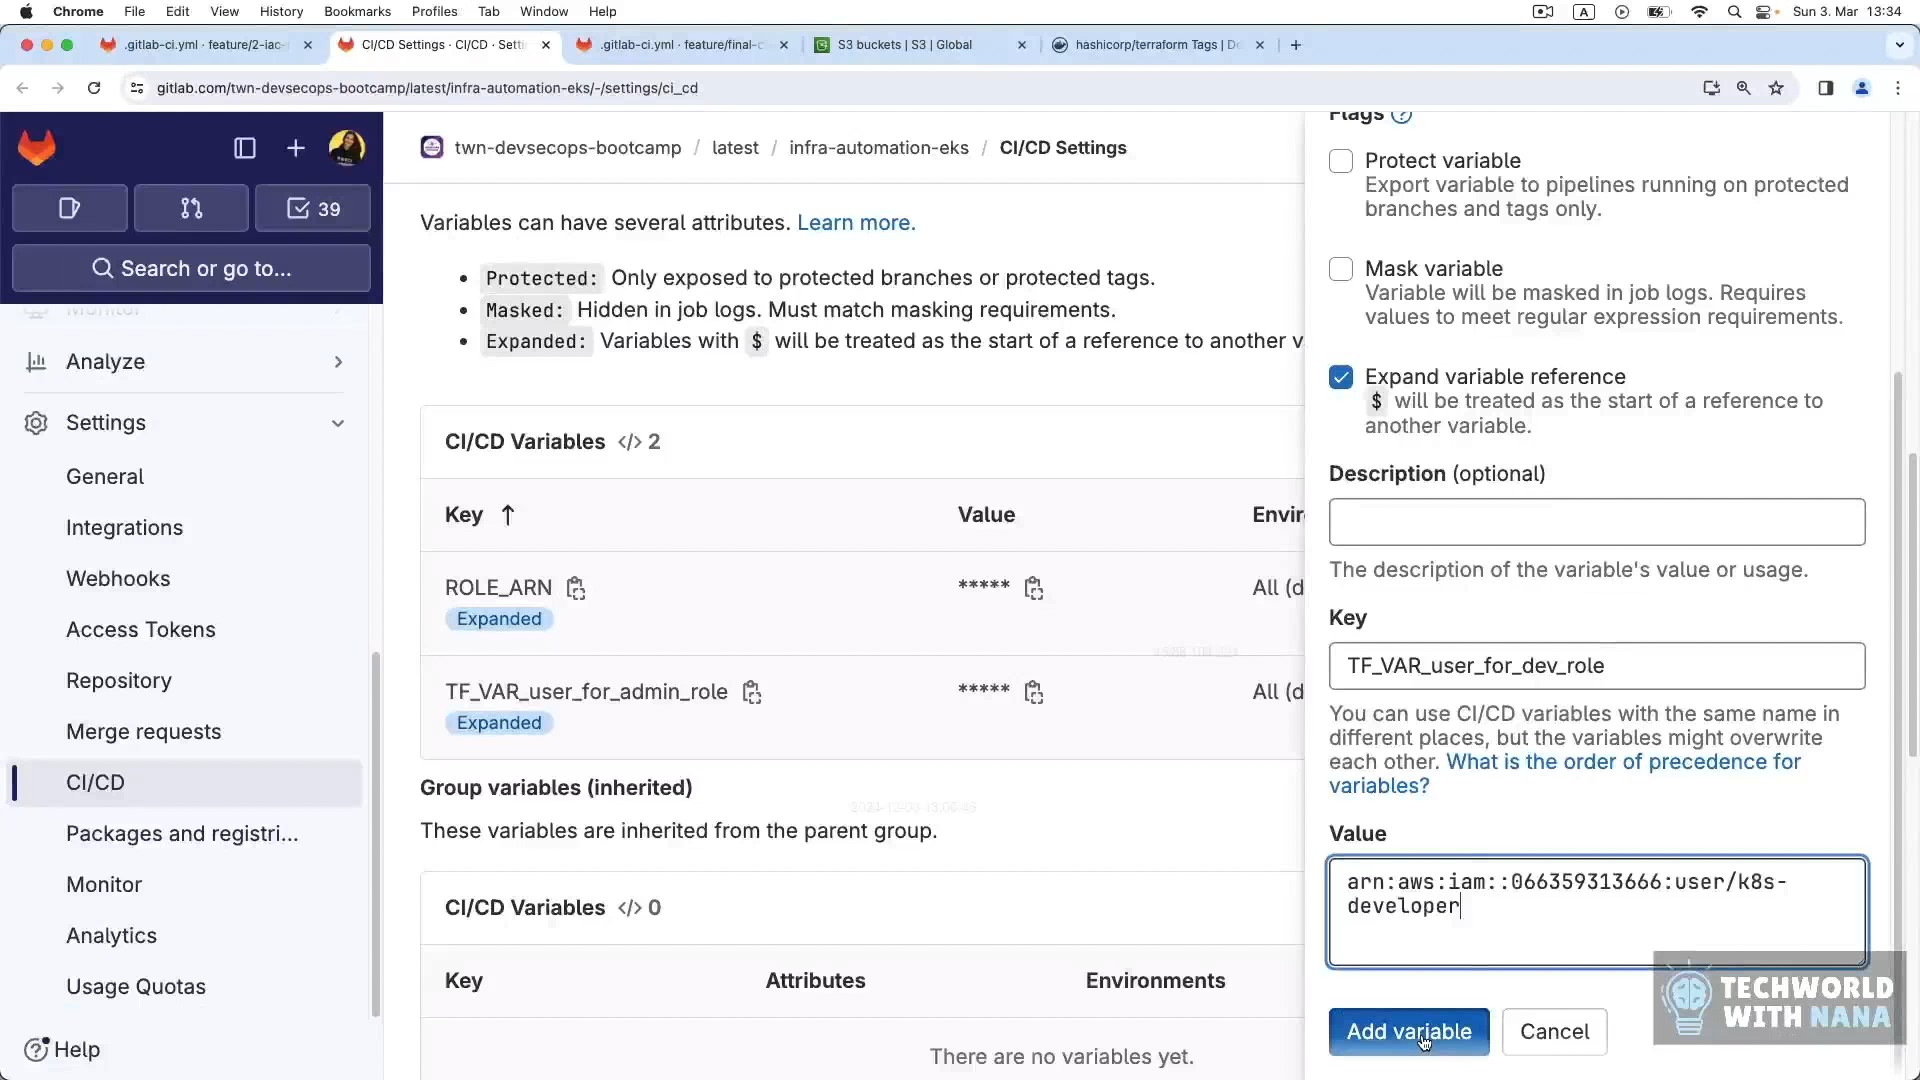 Chrome File Edit View History Bookmarks Profiles Tab Window Help A Sun 3. Mar 13:34
.gitlab-ci.yml · feature/2-iac- CI/CD Settings · CI/CD · Setti .gitlab-ci.yml · feature/final-c S3 buckets | S3 | Global hashicorp/terraform Tags | Do
gitlab.com/twn-devsecops-bootcamp/latest/infra-automation-eks/-/settings/ci_cd
39
Search or go to...
Monitor
Analyze
Settings
General
Integrations
Webhooks
Access Tokens
Repository
Merge requests
CI/CD
Packages and registri...
Monitor
Analytics
Usage Quotas
Help
twn-devsecops-bootcamp / latest / infra-automation-eks / CI/CD Settings
Variables can have several attributes. Learn more.
• Protected: Only exposed to protected branches or protected tags.
• Masked: Hidden in job logs. Must match masking requirements.
• Expanded: Variables with $ will be treated as the start of a reference to another v
CI/CD Variables </> 2
Key ↑ Value Envir
ROLE_ARN ***** All (d
Expanded
TF_VAR_user_for_admin_role ***** All (d
Expanded
Group variables (inherited)
These variables are inherited from the parent group.
CI/CD Variables </> 0
Key Attributes Environments
There are no variables yet.
Flags ?
Protect variable
Export variable to pipelines running on protected
branches and tags only.
Mask variable
Variable will be masked in job logs. Requires
values to meet regular expression requirements.
Expand variable reference
$ will be treated as the start of a reference to
another variable.
Description (optional)
The description of the variable's value or usage.
Key
TF_VAR_user_for_dev_role
You can use CI/CD variables with the same name in
different places, but the variables might overwrite
each other. What is the order of precedence for
variables?
Value
arn:aws:iam::066359313666:user/k8s-
developer
Add variable Cancel
TECHWORLD
WITH NANA